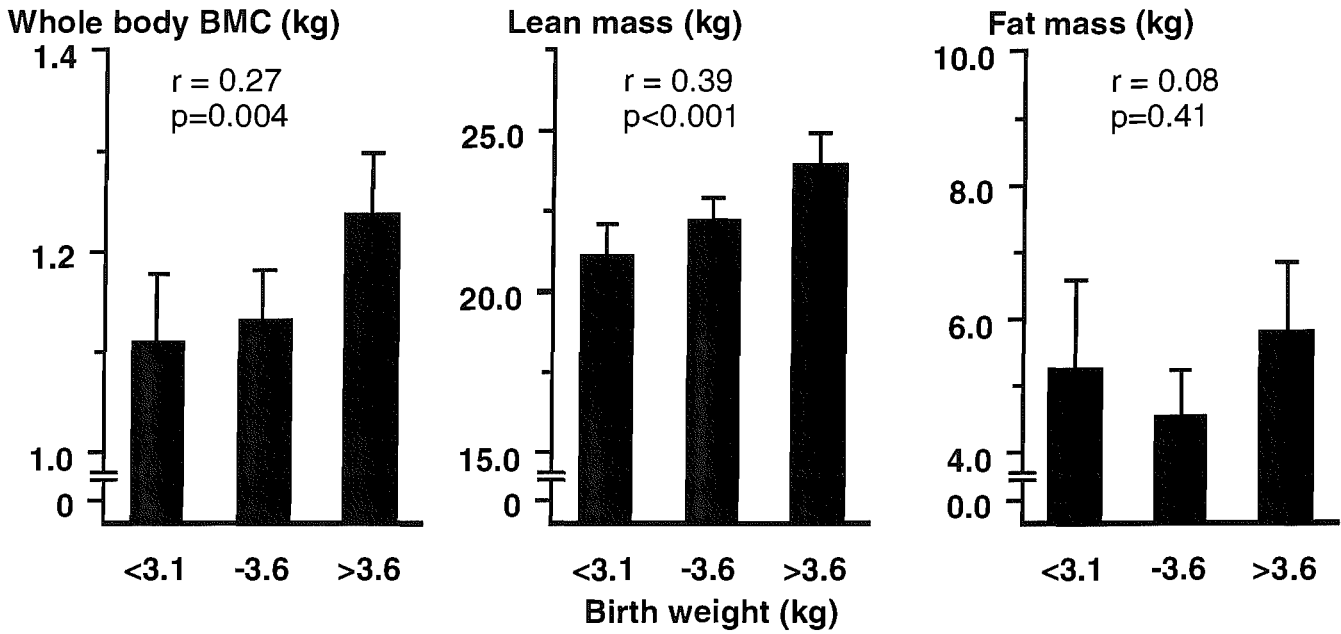 Whole body BMC (kg)
1.4
1.2
1.0
0
r = 0.27
p=0.004
<3.1 -3.6 >3.6
Lean mass (kg)
25.0
20.0
15.0
0
r = 0.39
p<0.001
<3.1 -3.6 >3.6
Fat mass (kg)
10.0
8.0
6.0
4.0
0.0
r = 0.08
p=0.41
<3.1 -3.6 >3.6
Birth weight (kg)